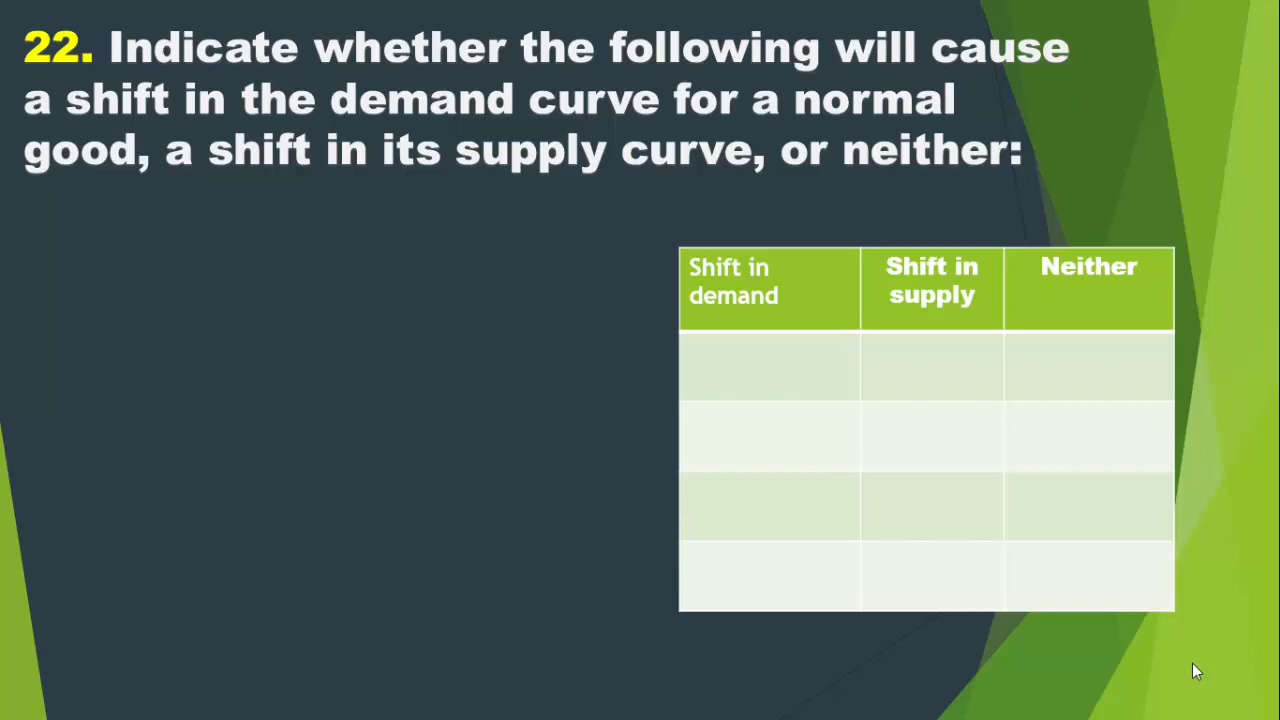 22. Indicate whether the following will cause
a shift in the demand curve for a normal
good, a shift in its supply curve, or neither:
Shift in
demand
Shift in
supply
Neither